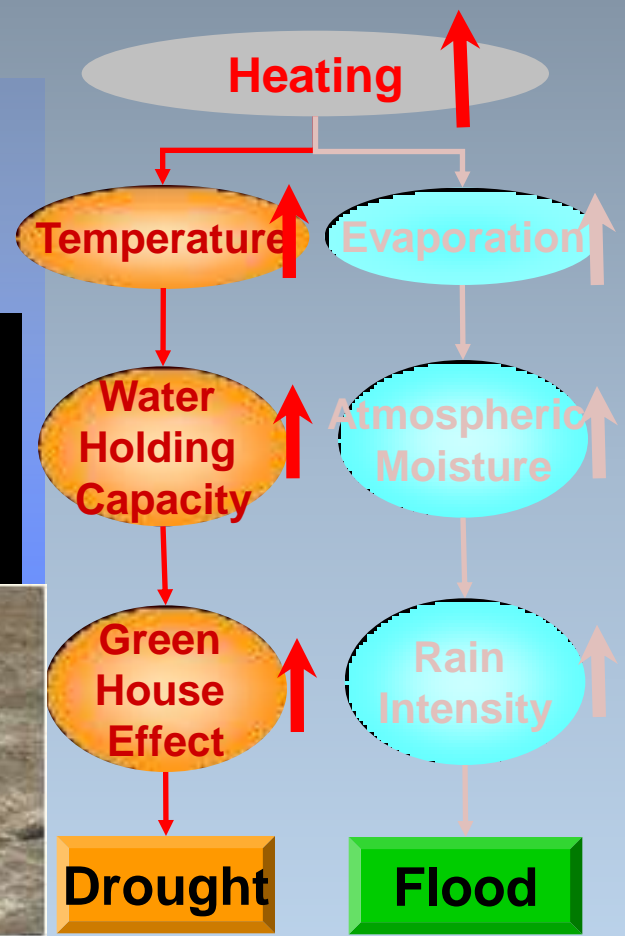 Heating
Temperature
Evaporation
Water
Holding
Capacity
Atmospheric
Moisture
Green
House
Effect
Rain
Intensity
Drought
Flood